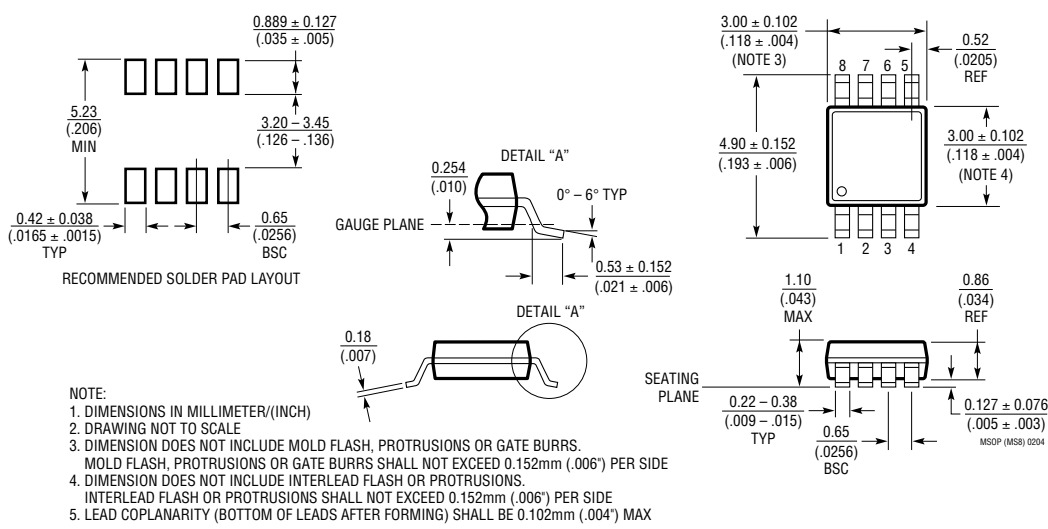 0.889 ± 0.127
(.035 ± .005)
5.23
(.206)
MIN
3.20 – 3.45
(.126 – .136)
0.42 ± 0.038
(.0165 ± .0015)
TYP
0.65
(.0256)
BSC
RECOMMENDED SOLDER PAD LAYOUT
DETAIL “A”
0.254
(.010)
0° – 6° TYP
GAUGE PLANE
0.53 ± 0.152
(.021 ± .006)
DETAIL “A”
0.18
(.007)
3.00 ± 0.102
(.118 ± .004)
(NOTE 3)
0.52
(.0205)
REF
8 7 6 5
4.90 ± 0.152
(.193 ± .006)
3.00 ± 0.102
(.118 ± .004)
(NOTE 4)
1 2 3 4
1.10
(.043)
MAX
0.86
(.034)
REF
SEATING
PLANE
0.22 – 0.38
(.009 – .015)
TYP
0.65
(.0256)
BSC
0.127 ± 0.076
(.005 ± .003)
MSOP (MS8) 0204
NOTE:
1. DIMENSIONS IN MILLIMETER/(INCH)
2. DRAWING NOT TO SCALE
3. DIMENSION DOES NOT INCLUDE MOLD FLASH, PROTRUSIONS OR GATE BURRS.
MOLD FLASH, PROTRUSIONS OR GATE BURRS SHALL NOT EXCEED 0.152mm (.006") PER SIDE
4. DIMENSION DOES NOT INCLUDE INTERLEAD FLASH OR PROTRUSIONS.
INTERLEAD FLASH OR PROTRUSIONS SHALL NOT EXCEED 0.152mm (.006") PER SIDE
5. LEAD COPLANARITY (BOTTOM OF LEADS AFTER FORMING) SHALL BE 0.102mm (.004") MAX